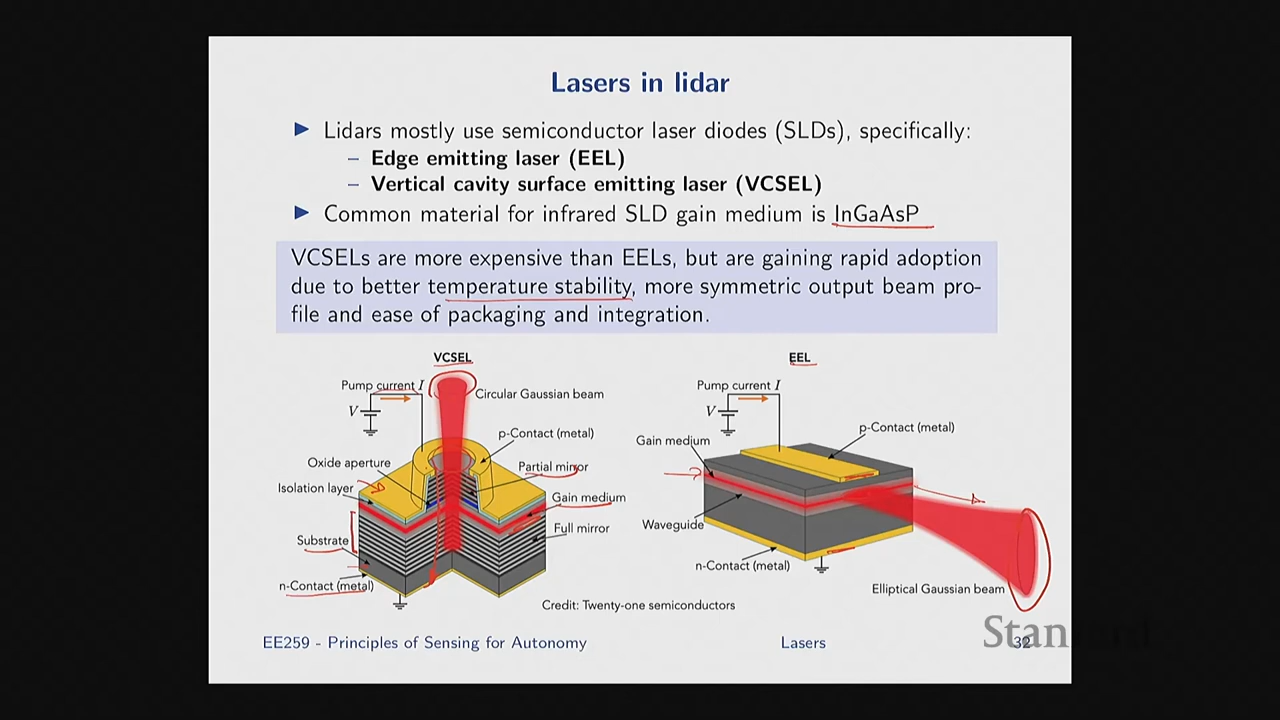 Lasers in lidar
Lidars mostly use semiconductor laser diodes (SLDs), specifically:
– Edge emitting laser (EEL)
– Vertical cavity surface emitting laser (VCSEL)
Common material for infrared SLD gain medium is InGaAsP
VCSELs are more expensive than EELs, but are gaining rapid adoption
due to better temperature stability, more symmetric output beam pro-
file and ease of packaging and integration.
VCSEL
Pump current I
V
Circular Gaussian beam
p-Contact (metal)
Oxide aperture
Partial mirror
Isolation layer
Gain medium
Full mirror
Substrate
n-Contact (metal)
EEL
Pump current I
V
p-Contact (metal)
Gain medium
Waveguide
n-Contact (metal)
Elliptical Gaussian beam
Credit: Twenty-one semiconductors
EE259 - Principles of Sensing for Autonomy
Lasers
32
Stanford